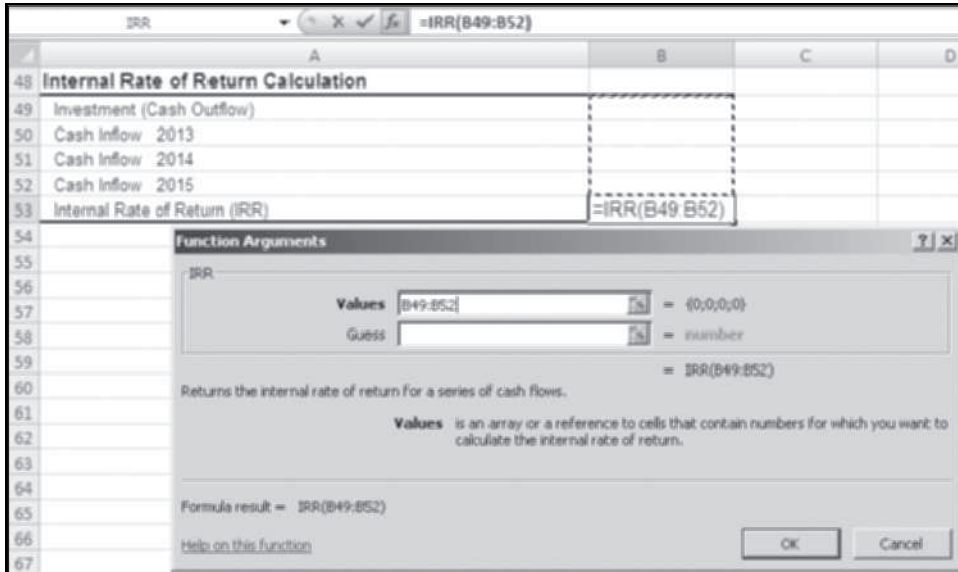 IRR =IRR(B49:B52)
A B C D
48 Internal Rate of Return Calculation
49 Investment (Cash Outflow)
50 Cash Inflow 2013
51 Cash Inflow 2014
52 Cash Inflow 2015
53 Internal Rate of Return (IRR) =IRR(B49:B52)
54
Function Arguments
55
IRR
56
57 Values B49:B52 = {0;0;0;0}
58 Guess = number
59 = IRR(B49:B52)
60 Returns the internal rate of return for a series of cash flows.
61 Values is an array or a reference to cells that contain numbers for which you want to
62 calculate the internal rate of return.
63
64
65 Formula result = IRR(B49:B52)
66 Help on this function OK Cancel
67